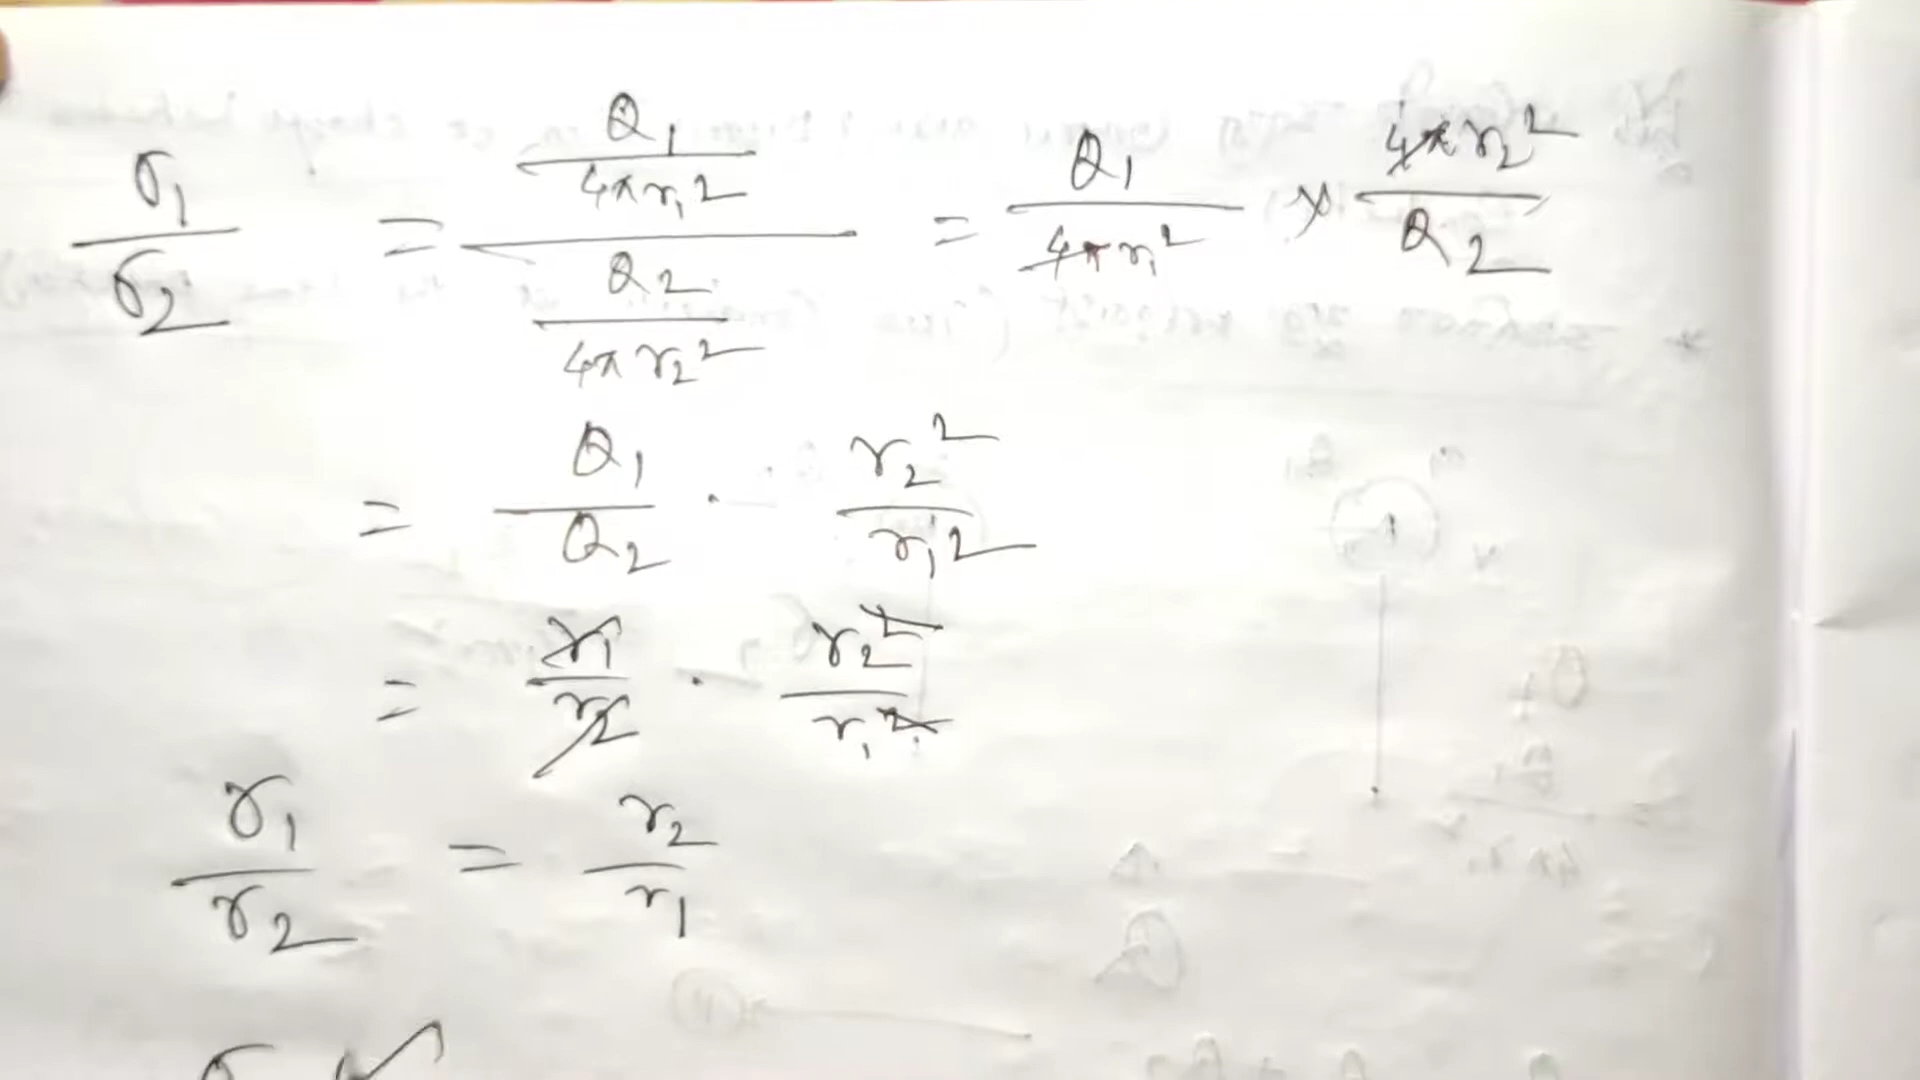 σ₁/σ₂ = (Q₁/4πr₁²)/(Q₂/4πr₂²) = Q₁/4πr₁² × 4πr₂²/Q₂
= Q₁/Q₂ · r₂²/r₁²
= r₁/r₂ · r₂²/r₁²
σ₁/σ₂ = r₂/r₁